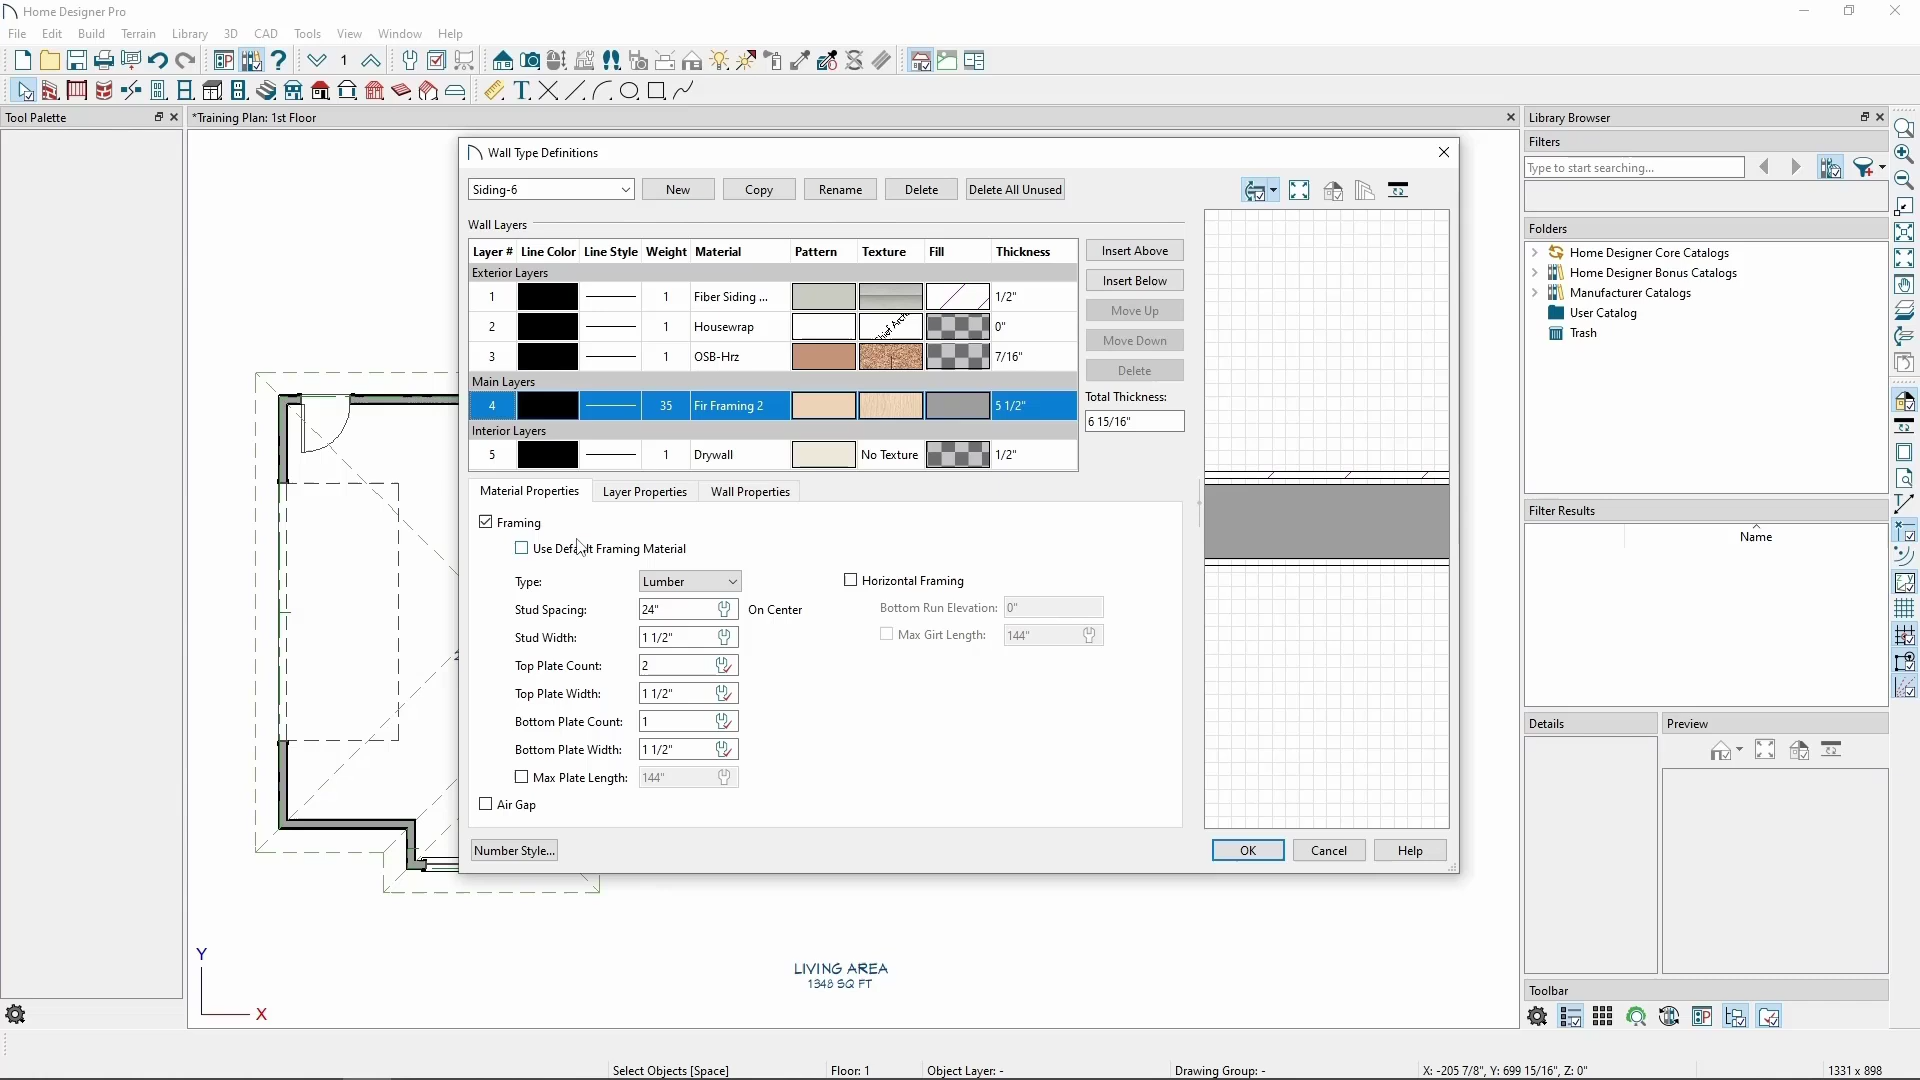 Home Designer Pro
File Edit Build Terrain Library 3D CAD Tools View Window Help
1
Tool Palette
*Training Plan: 1st Floor
Library Browser
Wall Type Definitions
Filters
Type to start searching...
Siding-6 New Copy Rename Delete Delete All Unused
Wall Layers
Layer # Line Color Line Style Weight Material Pattern Texture Fill Thickness
Exterior Layers
1 1 Fiber Siding ... 1/2"
2 1 Housewrap 0"
3 1 OSB-Hrz 7/16"
Main Layers
4 35 Fir Framing 2 5 1/2"
Interior Layers
5 1 Drywall No Texture 1/2"
Insert Above
Insert Below
Move Up
Move Down
Delete
Total Thickness:
6 15/16"
Folders
Home Designer Core Catalogs
Home Designer Bonus Catalogs
Manufacturer Catalogs
User Catalog
Trash
Material Properties Layer Properties Wall Properties
Framing
Use Default Framing Material
Type: Lumber
Stud Spacing: 24" On Center
Stud Width: 1 1/2"
Top Plate Count: 2
Top Plate Width: 1 1/2"
Bottom Plate Count: 1
Bottom Plate Width: 1 1/2"
Max Plate Length: 144"
Air Gap
Horizontal Framing
Bottom Run Elevation: 0"
Max Girt Length: 144"
Number Style...
OK Cancel Help
Filter Results
Name
Details
Preview
Toolbar
LIVING AREA
1348 SQ FT
Y
X
Select Objects [Space] Floor: 1 Object Layer: - Drawing Group: - X: -205 7/8", Y: 699 15/16", Z: 0" 1331 x 898